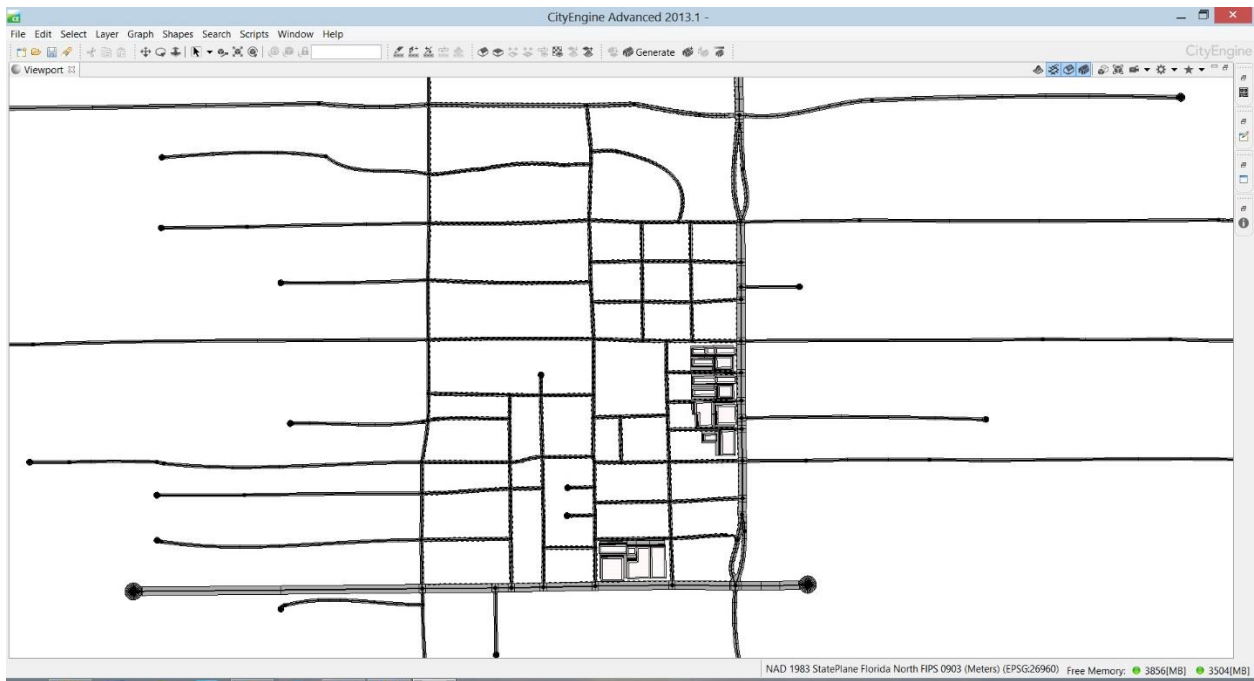 CityEngine Advanced 2013.1 -
File Edit Select Layer Graph Shapes Search Scripts Window Help
Generate
CityEngine
Viewport
NAD 1983 StatePlane Florida North FIPS 0903 (Meters) (EPSG:26960) Free Memory: 3856[MB] 3504[MB]